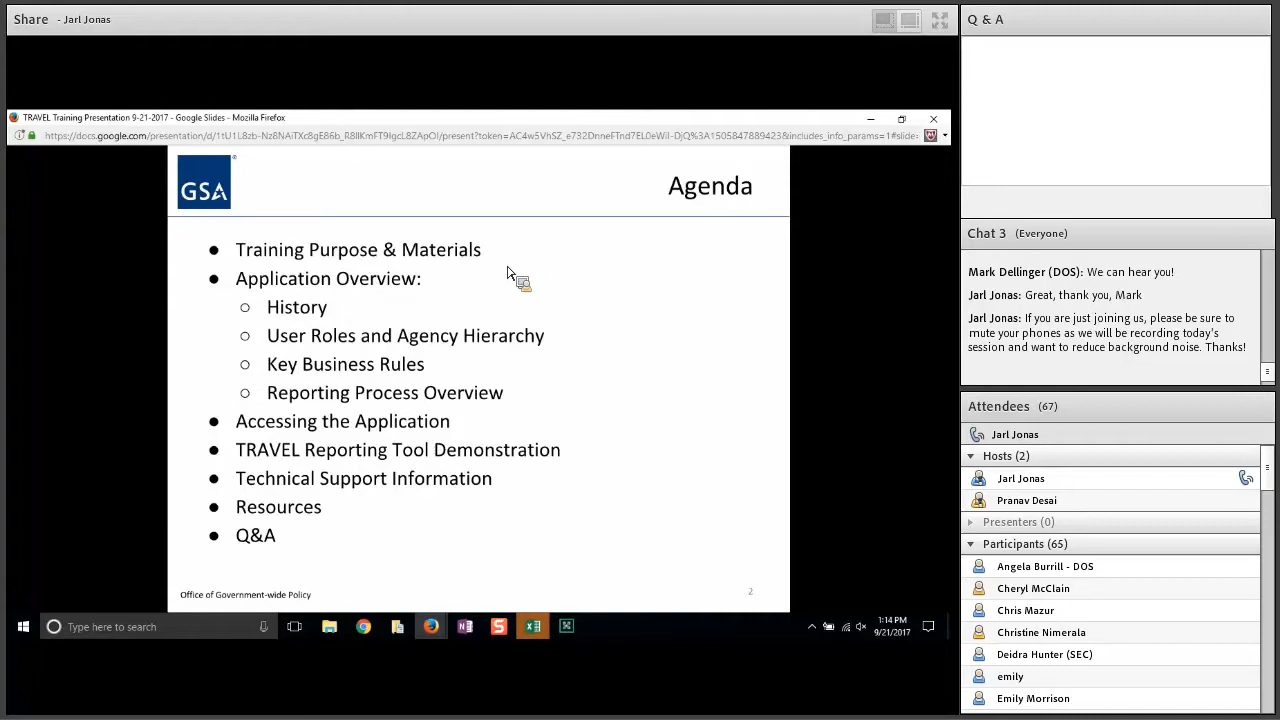 Share - Jarl Jonas
TRAVEL Training Presentation 9-21-2017 - Google Slides - Mozilla Firefox
GSA
Agenda
● Training Purpose & Materials
● Application Overview:
○ History
○ User Roles and Agency Hierarchy
○ Key Business Rules
○ Reporting Process Overview
● Accessing the Application
● TRAVEL Reporting Tool Demonstration
● Technical Support Information
● Resources
● Q&A
Office of Government-wide Policy
2
Type here to search
1:14 PM
9/21/2017
Q & A
Chat 3 (Everyone)
Mark Dellinger (DOS): We can hear you!
Jarl Jonas: Great, thank you, Mark
Jarl Jonas: If you are just joining us, please be sure to
mute your phones as we will be recording today's
session and want to reduce background noise. Thanks!
Attendees (67)
Jarl Jonas
Hosts (2)
Jarl Jonas
Pranav Desai
Presenters (0)
Participants (65)
Angela Burrill - DOS
Cheryl McClain
Chris Mazur
Christine Nimerala
Deidra Hunter (SEC)
emily
Emily Morrison